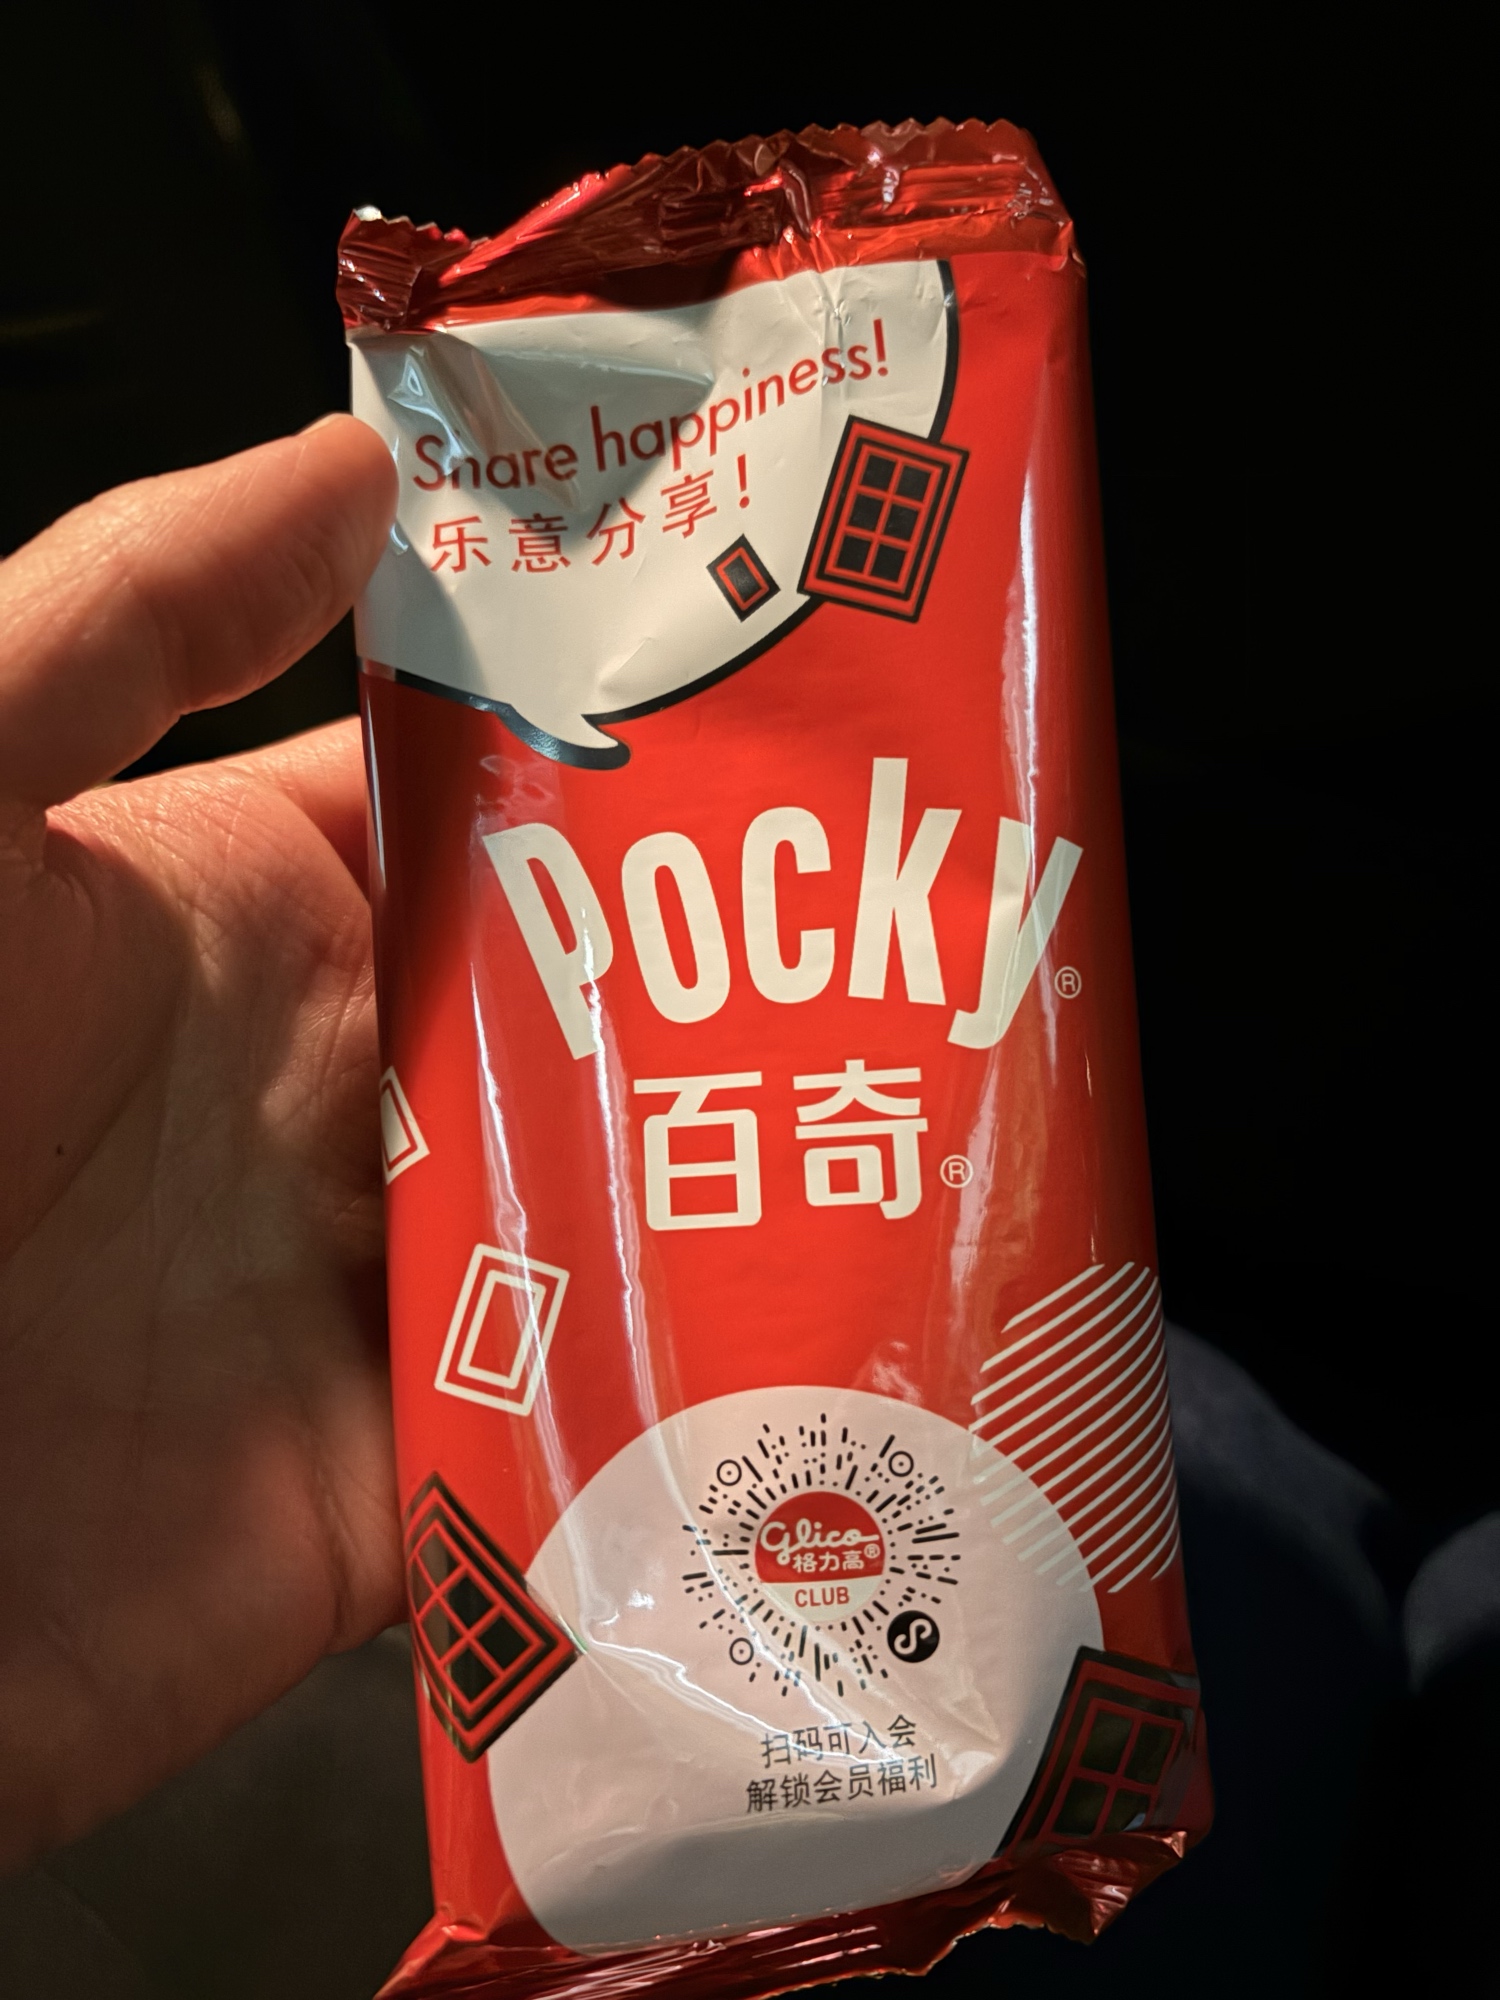 Share happiness!
乐意分享!
Pocky®
百奇®
Glico
格力高®
CLUB
扫码可入会
解锁会员福利